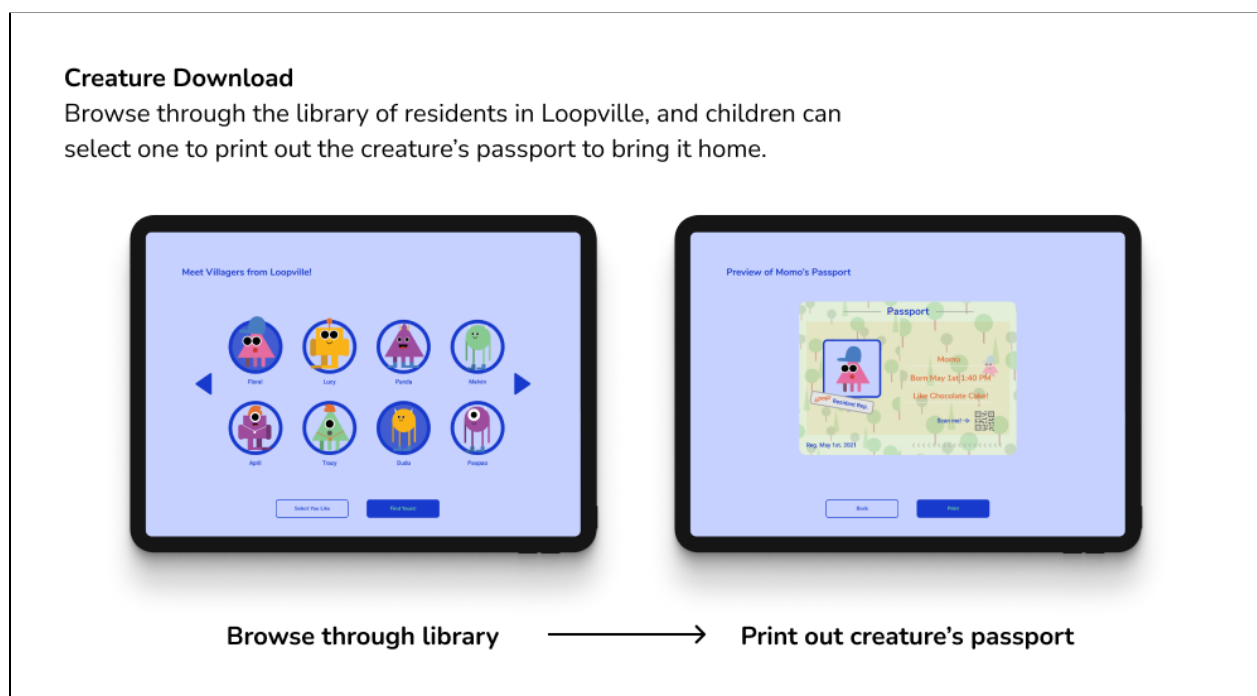 Creature Download
Browse through the library of residents in Loopville, and children can
select one to print out the creature’s passport to bring it home.
Meet Villagers from Loopville!
Lucy
Panda
Melvin
April
Tracy
Dudu
Select You Like
Find Yours!
Preview of Momo's Passport
Passport
Momo
Born May 1st 1:40 PM
Like Chocolate Cake!
Resident Rep.
Scan me!
Reg. May 1st, 2021
Back
Print
Browse through library
Print out creature’s passport